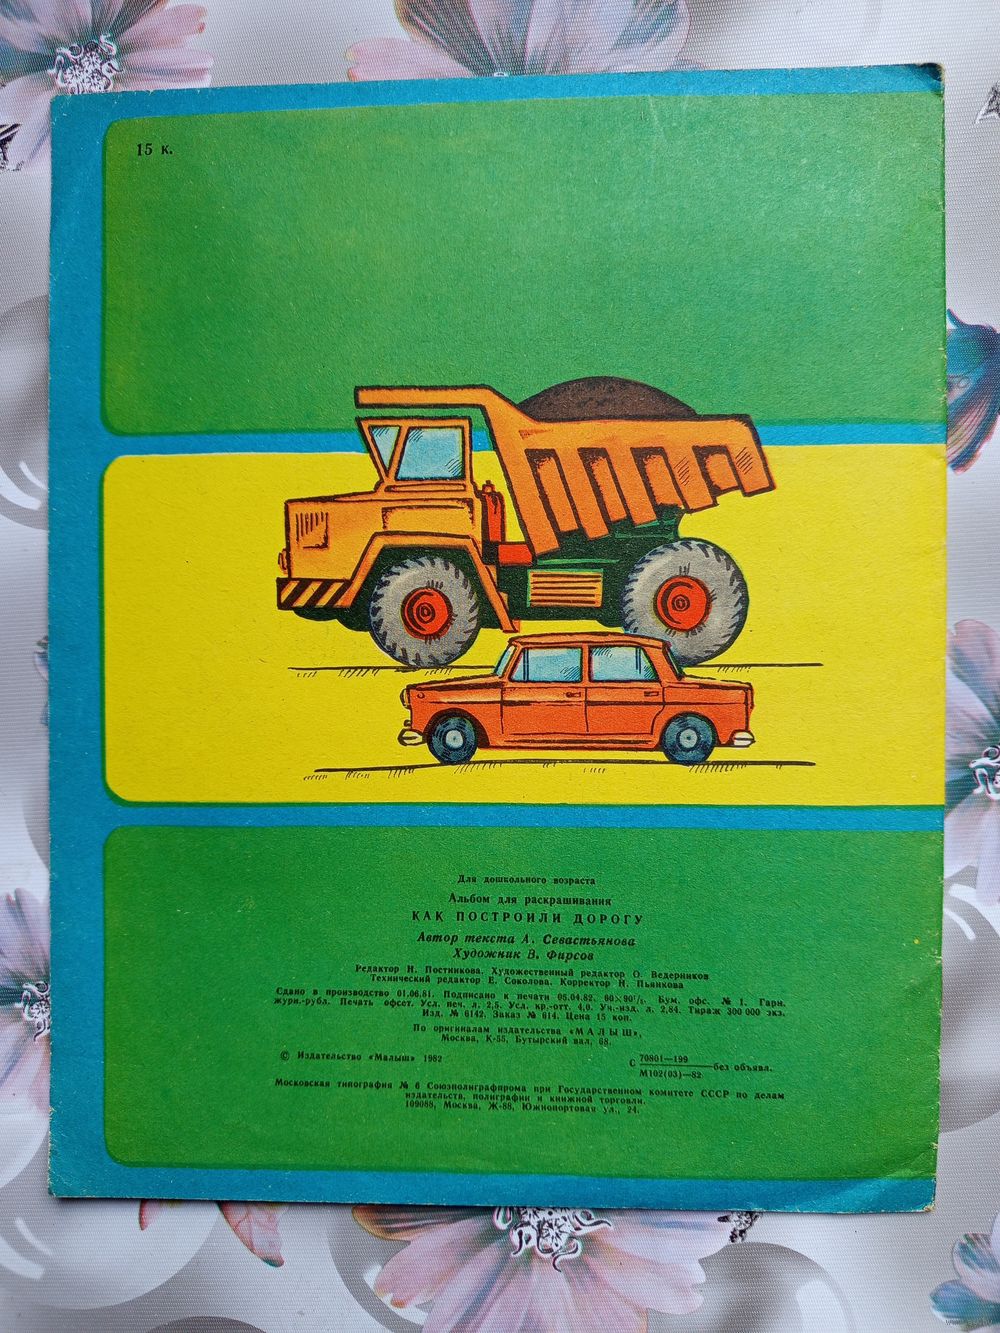 15 к.
Для дошкольного возраста
Альбом для раскрашивания
КАК ПОСТРОИЛИ ДОРОГУ
Автор текста А. Севастьянова
Художник В. Фирсов
Редактор Н. Постникова. Художественный редактор О. Ведерников
Технический редактор Е. Соколова. Корректор Н. Пьянкова
Сдано в производство 01.06.81. Подписано к печати 05.04.82. 60×90¹/₈. Бум. офс. № 1. Гарн.
журн.-рубл. Печать офсет. Усл. печ. л. 2,5. Усл. кр.-отт. 4,0. Уч.-изд. л. 2,84. Тираж 300 000 экз.
Изд. № 6142. Заказ № 614. Цена 15 коп.
По оригиналам издательства «МАЛЫШ»,
Москва, К-55, Бутырский вал, 68.
© Издательство «Малыш» 1982
С 70801—199
М102(03)—82 без объявл.
Московская типография № 6 Союзполиграфпрома при Государственном комитете СССР по делам
издательств, полиграфии и книжной торговли.
109088, Москва, Ж-88, Южнопортовая ул., 24.